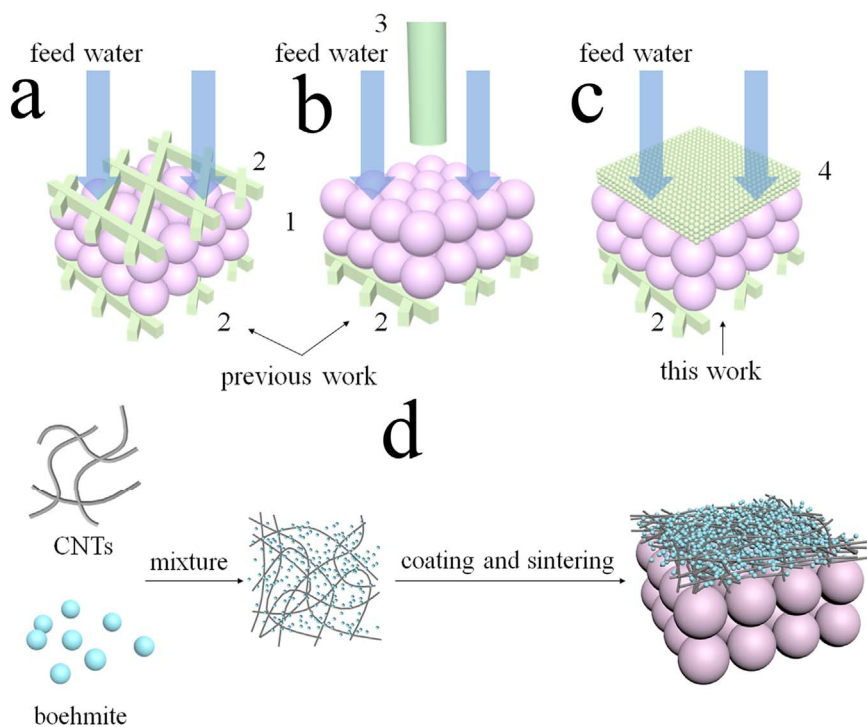 3
feed water
feed water
feed water
a
b
c
2
4
1
2
2
2
previous work
this work
d
CNTs
mixture
coating and sintering
boehmite